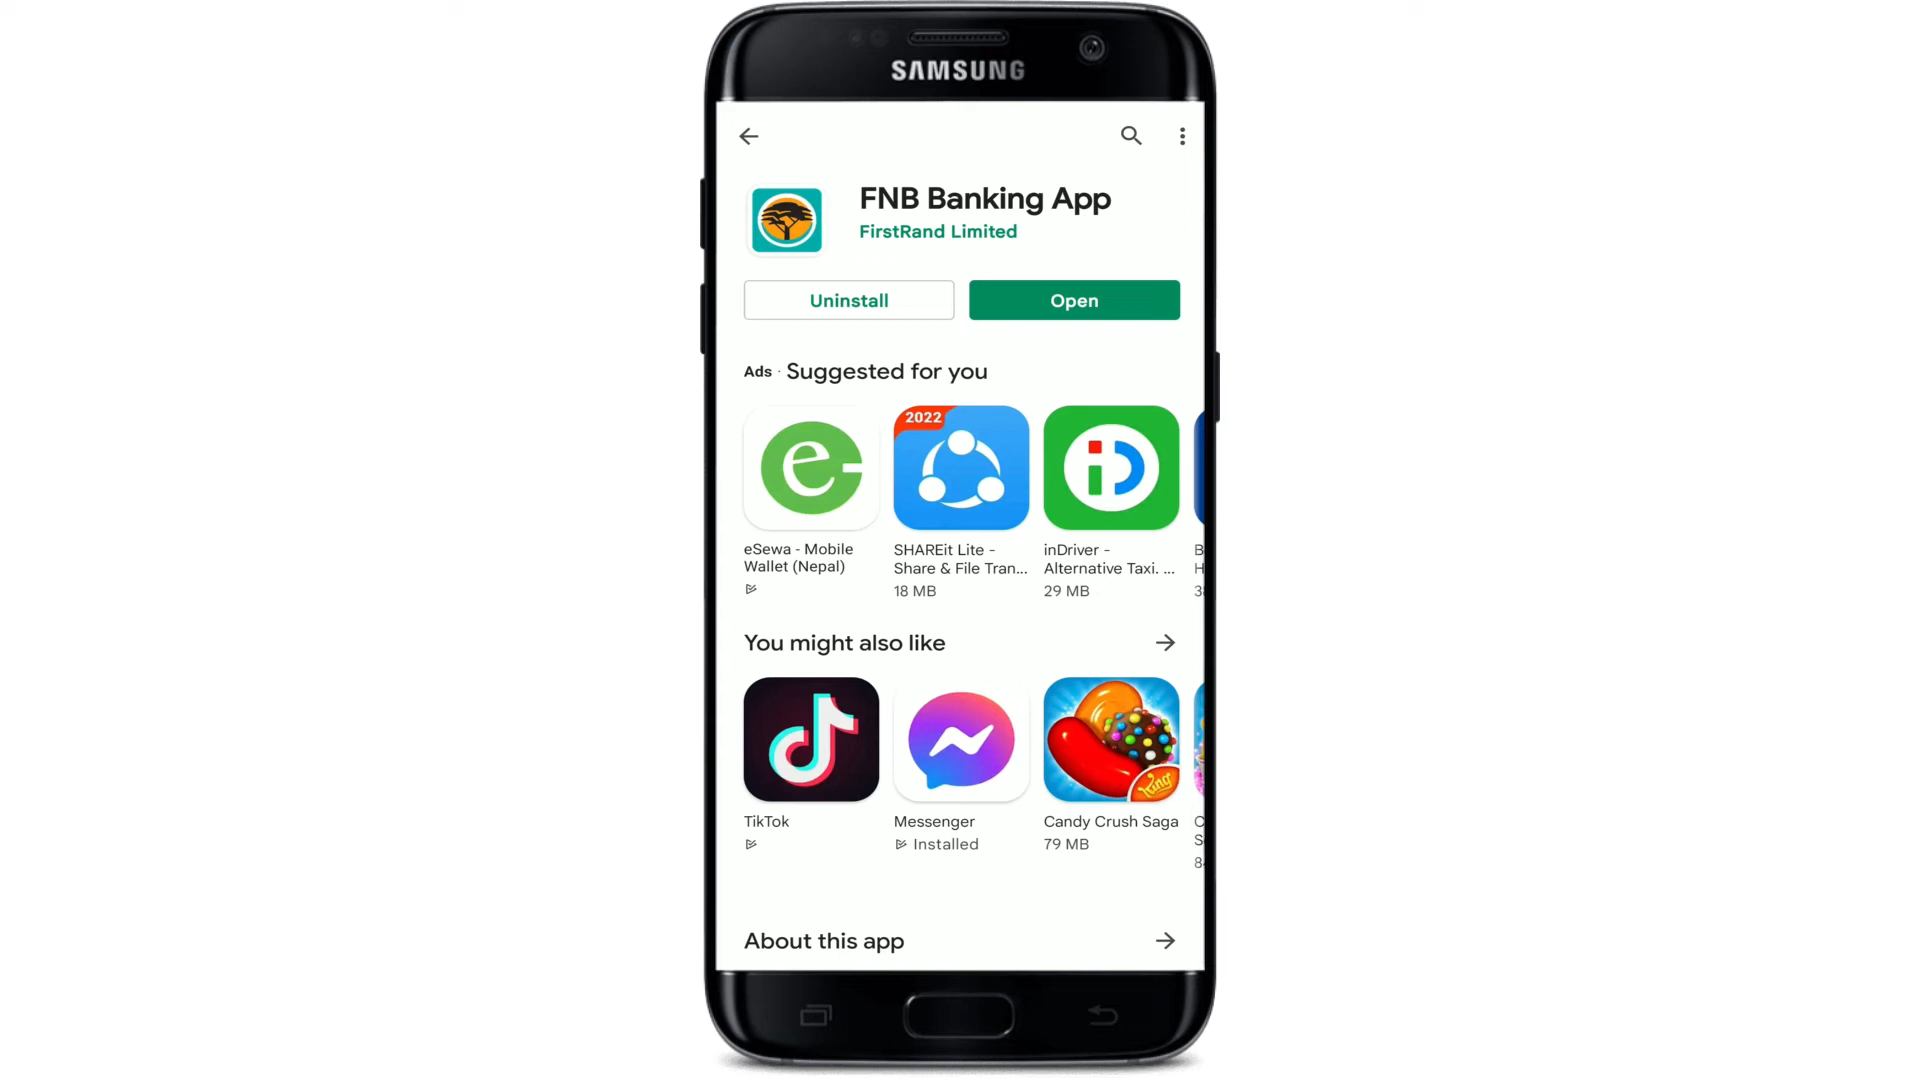 SAMSUNG
FNB Banking App
FirstRand Limited
Uninstall
Open
Ads · Suggested for you
2022
e
iD
eSewa - Mobile
Wallet (Nepal)
SHAREit Lite -
Share & File Tran...
18 MB
inDriver -
Alternative Taxi. ...
29 MB
B
H
You might also like
King
TikTok
Messenger
Installed
Candy Crush Saga
79 MB
About this app